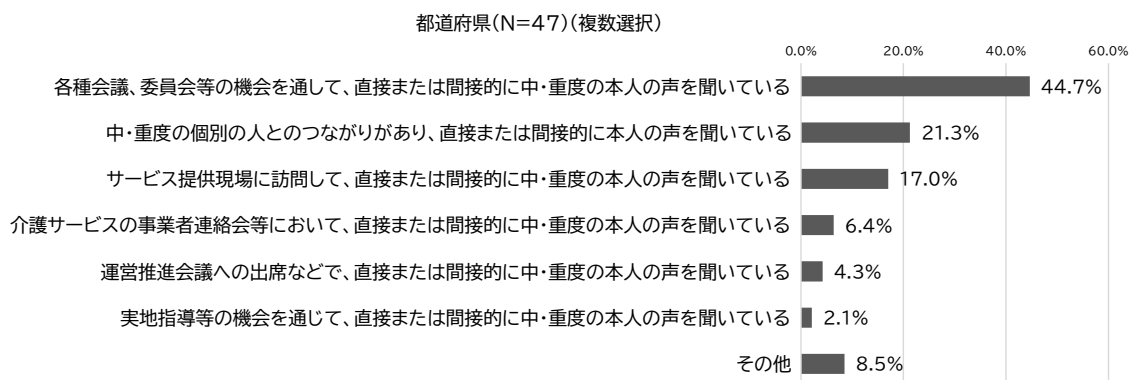 都道府県(N=47)(複数選択)
0.0% 20.0% 40.0% 60.0%
各種会議、委員会等の機会を通して、直接または間接的に中・重度の本人の声を聞いている 44.7%
中・重度の個別の人とのつながりがあり、直接または間接的に本人の声を聞いている 21.3%
サービス提供現場に訪問して、直接または間接的に中・重度の本人の声を聞いている 17.0%
介護サービスの事業者連絡会等において、直接または間接的に中・重度の本人の声を聞いている 6.4%
運営推進会議への出席などで、直接または間接的に中・重度の本人の声を聞いている 4.3%
実地指導等の機会を通じて、直接または間接的に中・重度の本人の声を聞いている 2.1%
その他 8.5%